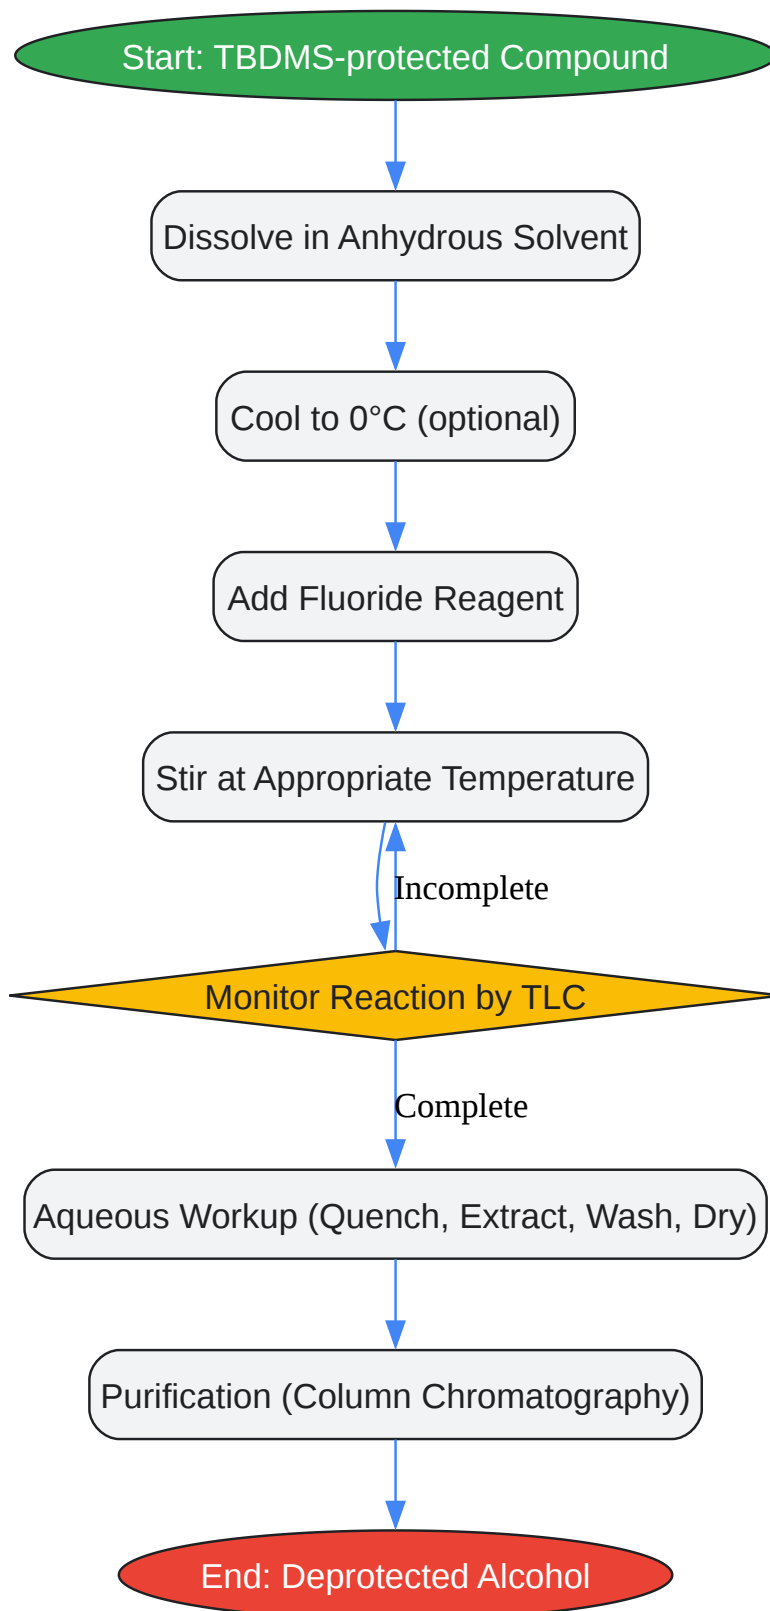 Start: TBDMS-protected Compound
Dissolve in Anhydrous Solvent
Cool to 0°C (optional)
Add Fluoride Reagent
Stir at Appropriate Temperature
Incomplete
Monitor Reaction by TLC
Complete
Aqueous Workup (Quench, Extract, Wash, Dry)
Purification (Column Chromatography)
End: Deprotected Alcohol